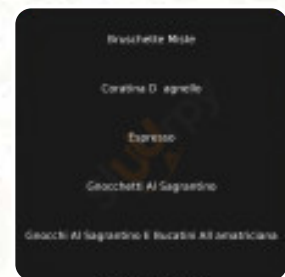 Bruschette Miste
Coratina D agnello
Espresso
Gnocchetti Al Sagrantino
Gnocchi Al Sagrantino E Bucatini All amatriciana